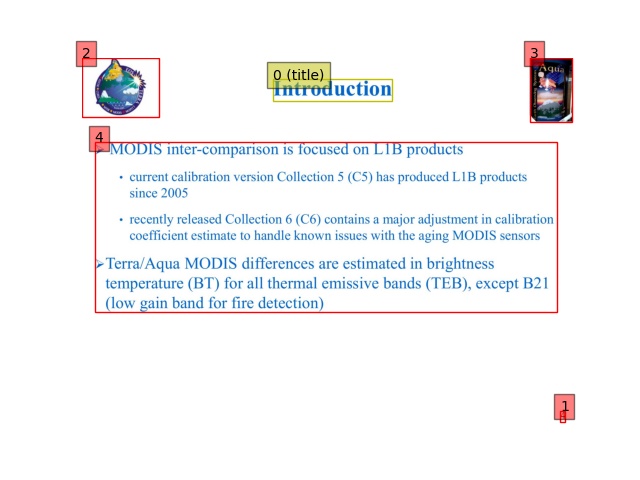 2
3
0 (title)
Aqua
Introduction
4
➢ MODIS inter-comparison is focused on L1B products
• current calibration version Collection 5 (C5) has produced L1B products
since 2005
• recently released Collection 6 (C6) contains a major adjustment in calibration
coefficient estimate to handle known issues with the aging MODIS sensors
➢Terra/Aqua MODIS differences are estimated in brightness
temperature (BT) for all thermal emissive bands (TEB), except B21
(low gain band for fire detection)
1